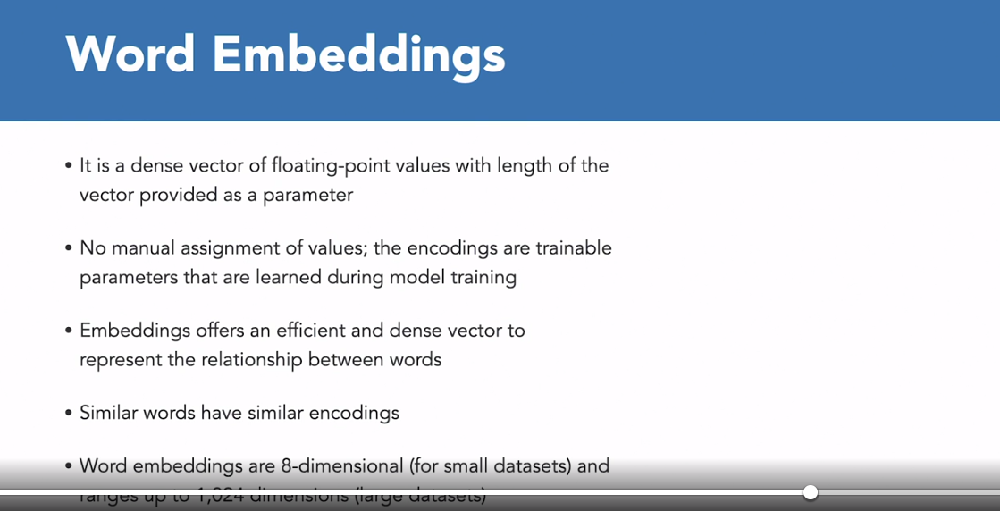 Word Embeddings
• It is a dense vector of floating-point values with length of the
vector provided as a parameter
• No manual assignment of values; the encodings are trainable
parameters that are learned during model training
• Embeddings offers an efficient and dense vector to
represent the relationship between words
• Similar words have similar encodings
• Word embeddings are 8-dimensional (for small datasets) and
ranges up to 1,024 dimensions (large datasets)